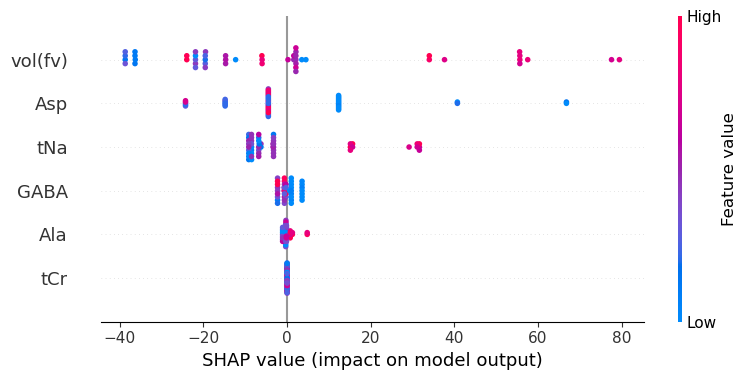 High
vol(fv)
Asp
tNa
GABA
Ala
tCr
Feature value
Low
−40 −20 0 20 40 60 80
SHAP value (impact on model output)